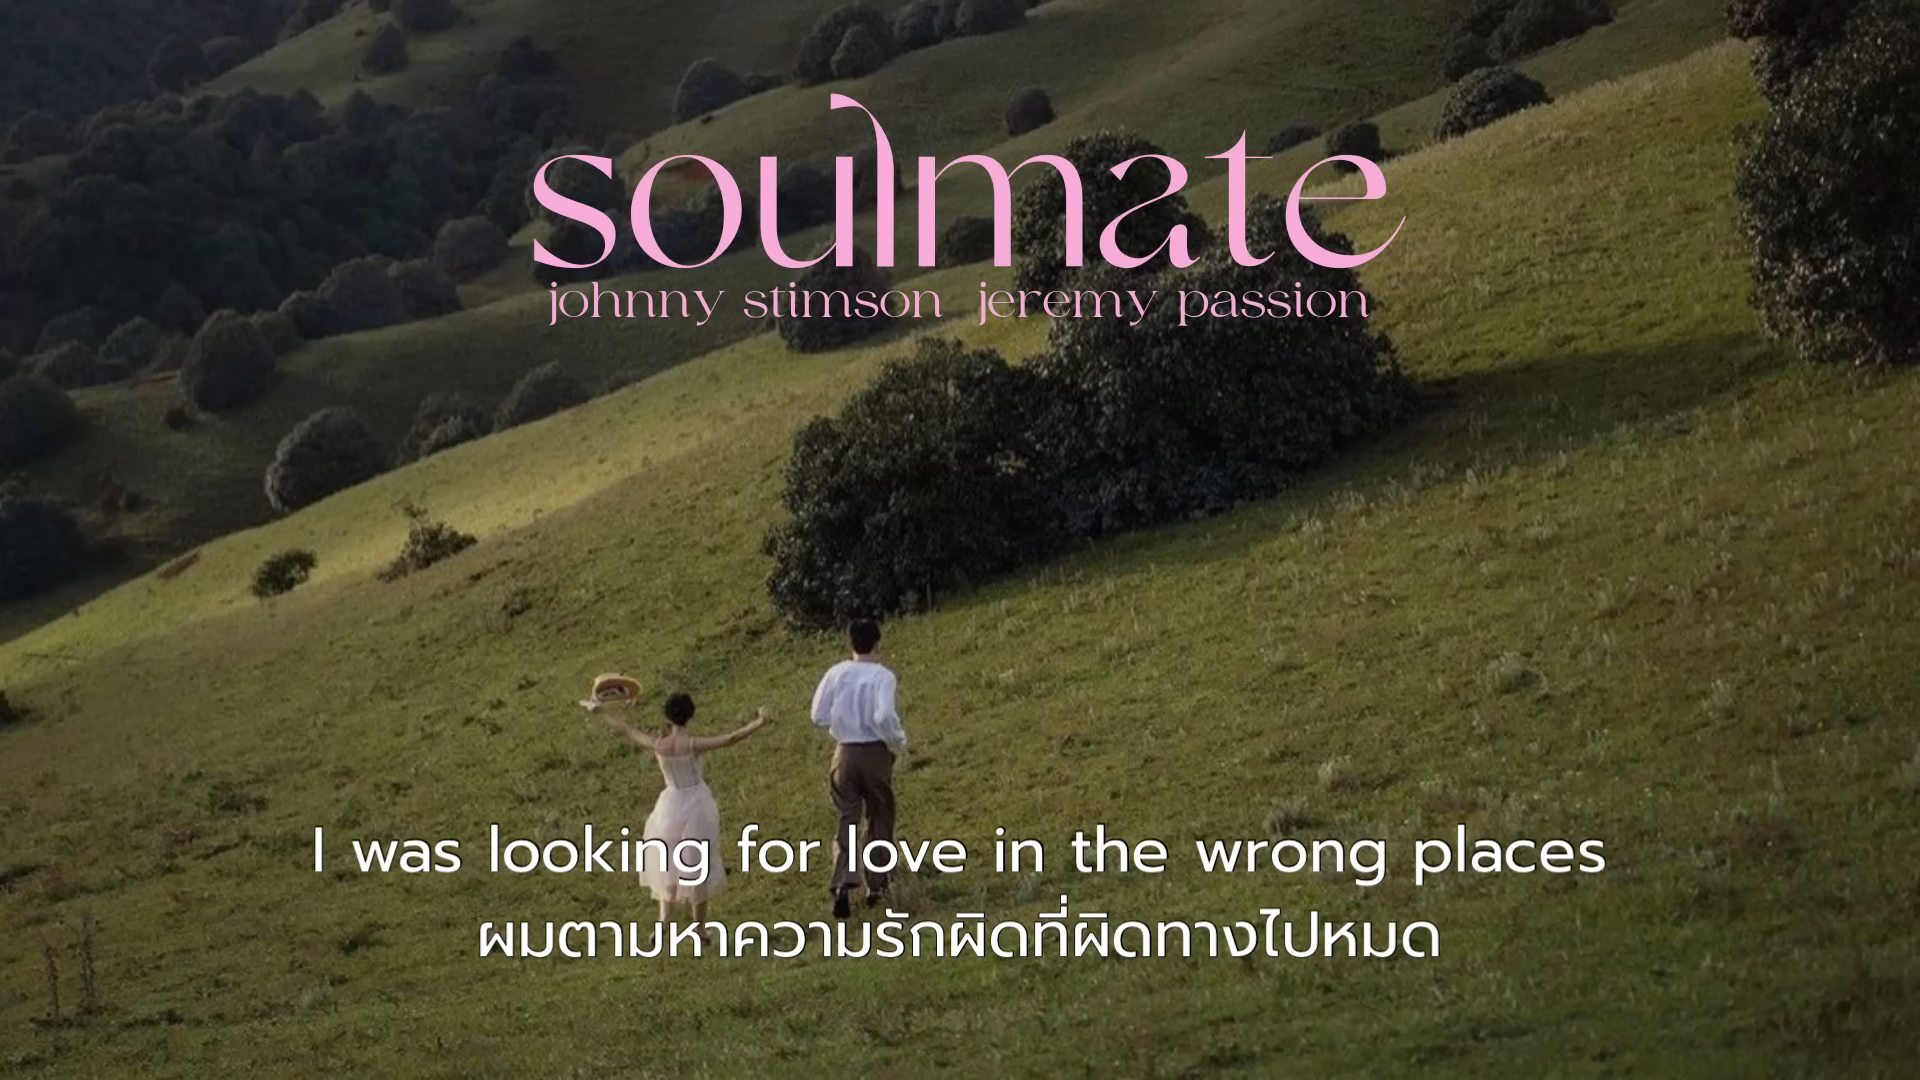 soulmate
johnny stimson jeremy passion
I was looking for love in the wrong places
ผมตามหาความรักผิดที่ผิดทางไปหมด